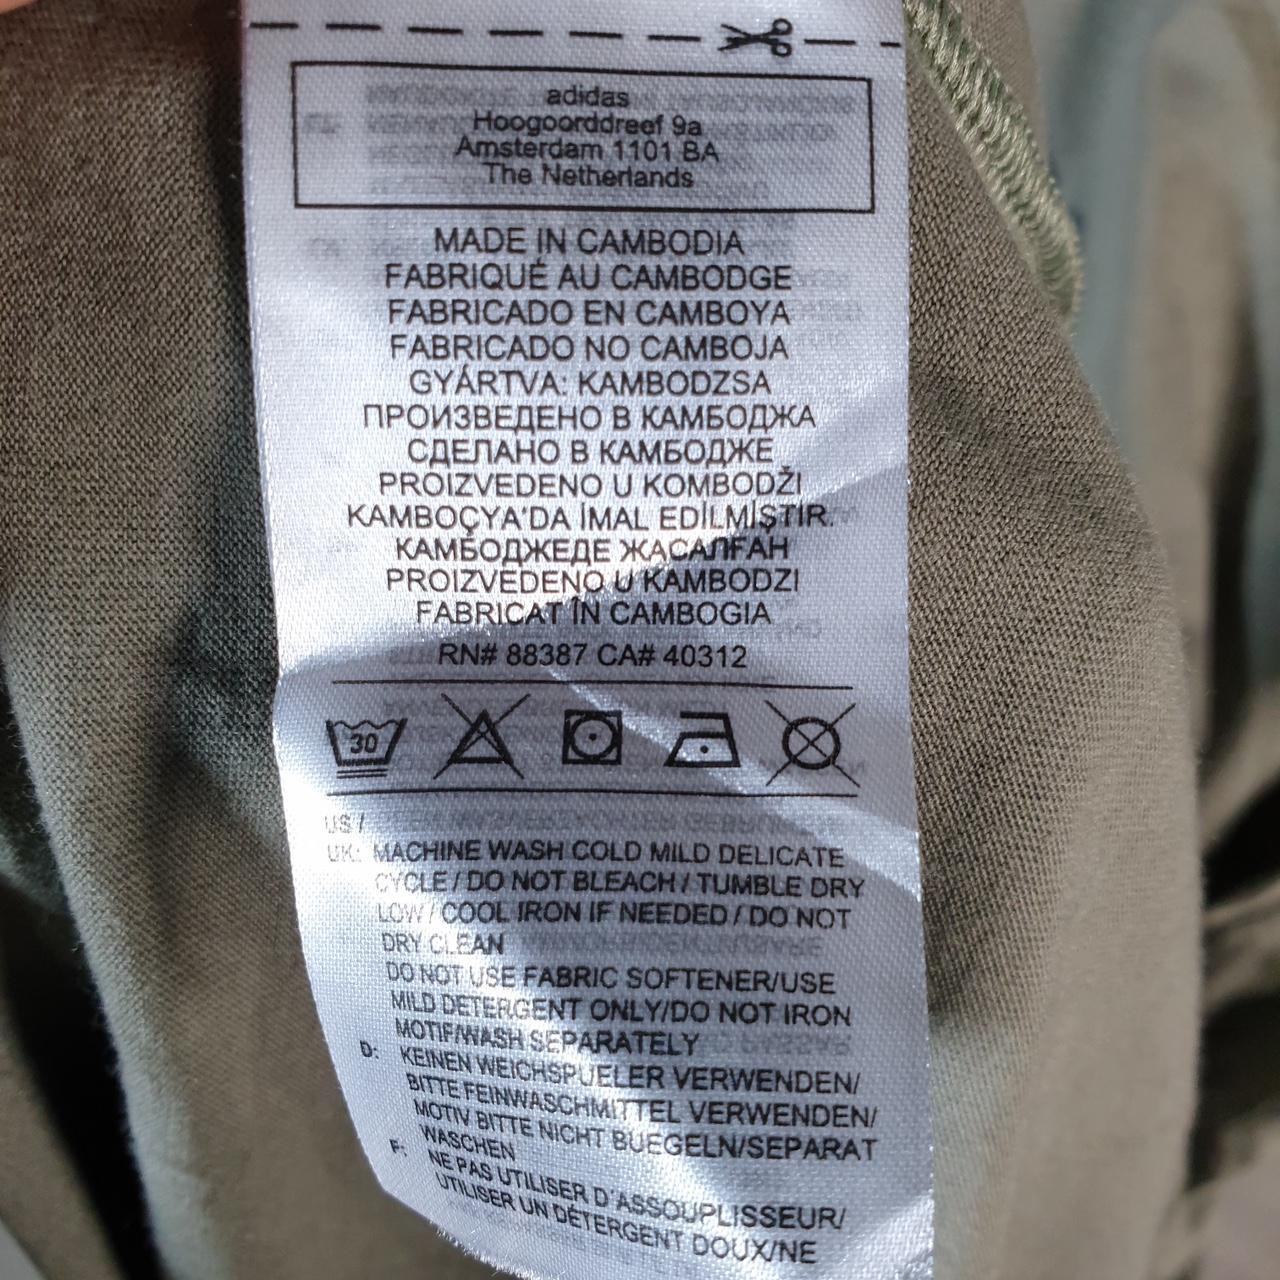 adidas
Hoogoorddreef 9a
Amsterdam 1101 BA
The Netherlands
MADE IN CAMBODIA
FABRIQUÉ AU CAMBODGE
FABRICADO EN CAMBOYA
FABRICADO NO CAMBOJA
GYÁRTVA: KAMBODZSA
ПРОИЗВЕДЕНО В КАМБОДЖА
СДЕЛАНО В КАМБОДЖЕ
PROIZVEDENO U KOMBODŽI
KAMBOÇYA'DA İMAL EDİLMİŞTİR.
КАМБОДЖЕДЕ ЖАСАЛҒАН
PROIZVEDENO U KAMBODZI
FABRICAT ÎN CAMBOGIA
RN# 88387 CA# 40312
30
US /
UK: MACHINE WASH COLD MILD DELICATE
CYCLE / DO NOT BLEACH / TUMBLE DRY
LOW / COOL IRON IF NEEDED / DO NOT
DRY CLEAN
DO NOT USE FABRIC SOFTENER/USE
MILD DETERGENT ONLY/DO NOT IRON
MOTIF/WASH SEPARATELY
D: KEINEN WEICHSPUELER VERWENDEN/
BITTE FEINWASCHMITTEL VERWENDEN/
MOTIV BITTE NICHT BUEGELN/SEPARAT
WASCHEN
F: NE PAS UTILISER D'ASSOUPLISSEUR/
UTILISER UN DÉTERGENT DOUX/NE